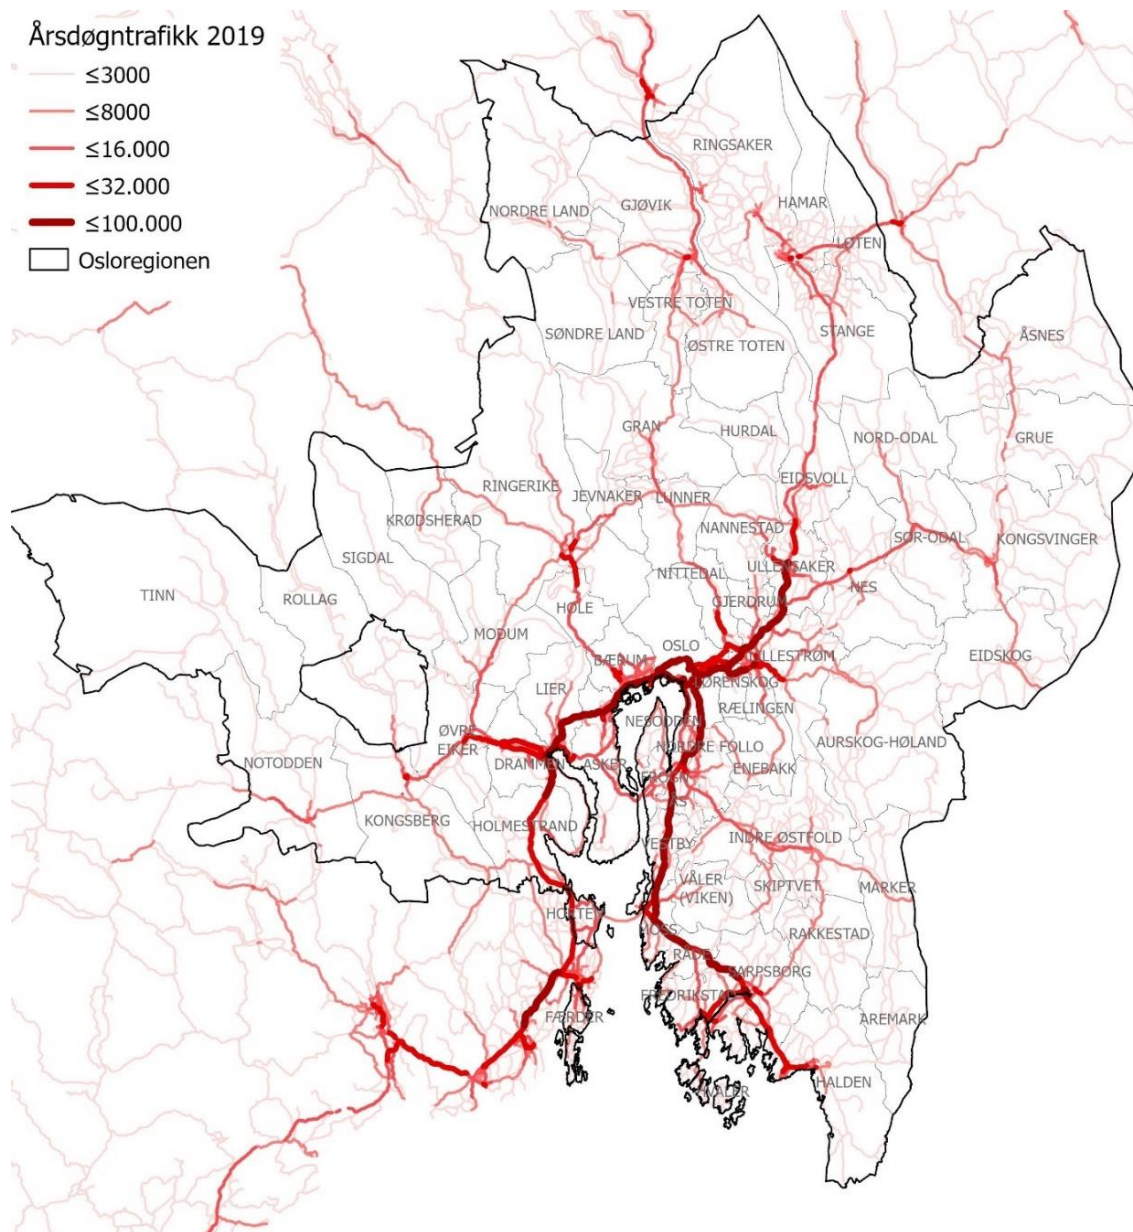 Årsdøgntrafikk 2019
≤3000
≤8000
≤16.000
≤32.000
≤100.000
Osloregionen
RINGSAKER
NORDRE LAND
GJØVIK
HAMAR
LØTEN
VESTRE TOTEN
SØNDRE LAND
ØSTRE TOTEN
STANGE
ÅSNES
GRAN
HURDAL
NORD-ODAL
GRUE
RINGERIKE
JEVNAKER
LUNNER
EIDSVOLL
KRØDSHERAD
NANNESTAD
SØR-ODAL
KONGSVINGER
SIGDAL
NITTEDAL
ULLENSAKER
TINN
ROLLAG
HOLE
GJERDRUM
NES
MODUM
OSLO
BÆRUM
LILLESTRØM
EIDSKOG
LIER
LØRENSKOG
RÆLINGEN
NESODDEN
ØVRE
EIKER
NORDRE FOLLO
AURSKOG-HØLAND
NOTODDEN
DRAMMEN
ASKER
ENEBAKK
FROGN
ÅS
KONGSBERG
HOLMESTRAND
VESTBY
INDRE ØSTFOLD
VÅLER
(VIKEN)
SKIPTVET
MARKER
HORTEN
MOSS
RAKKESTAD
RÅDE
SARPSBORG
FREDRIKSTAD
FÆRDER
AREMARK
HALDEN
HVALER